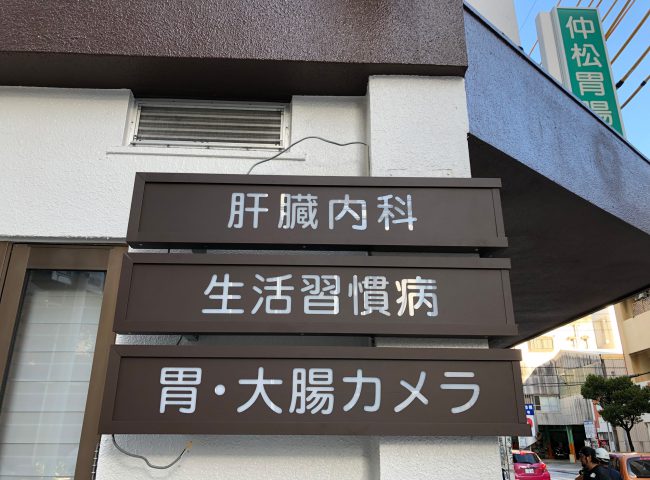 肝臓内科
生活習慣病
胃・大腸カメラ
仲松胃腸